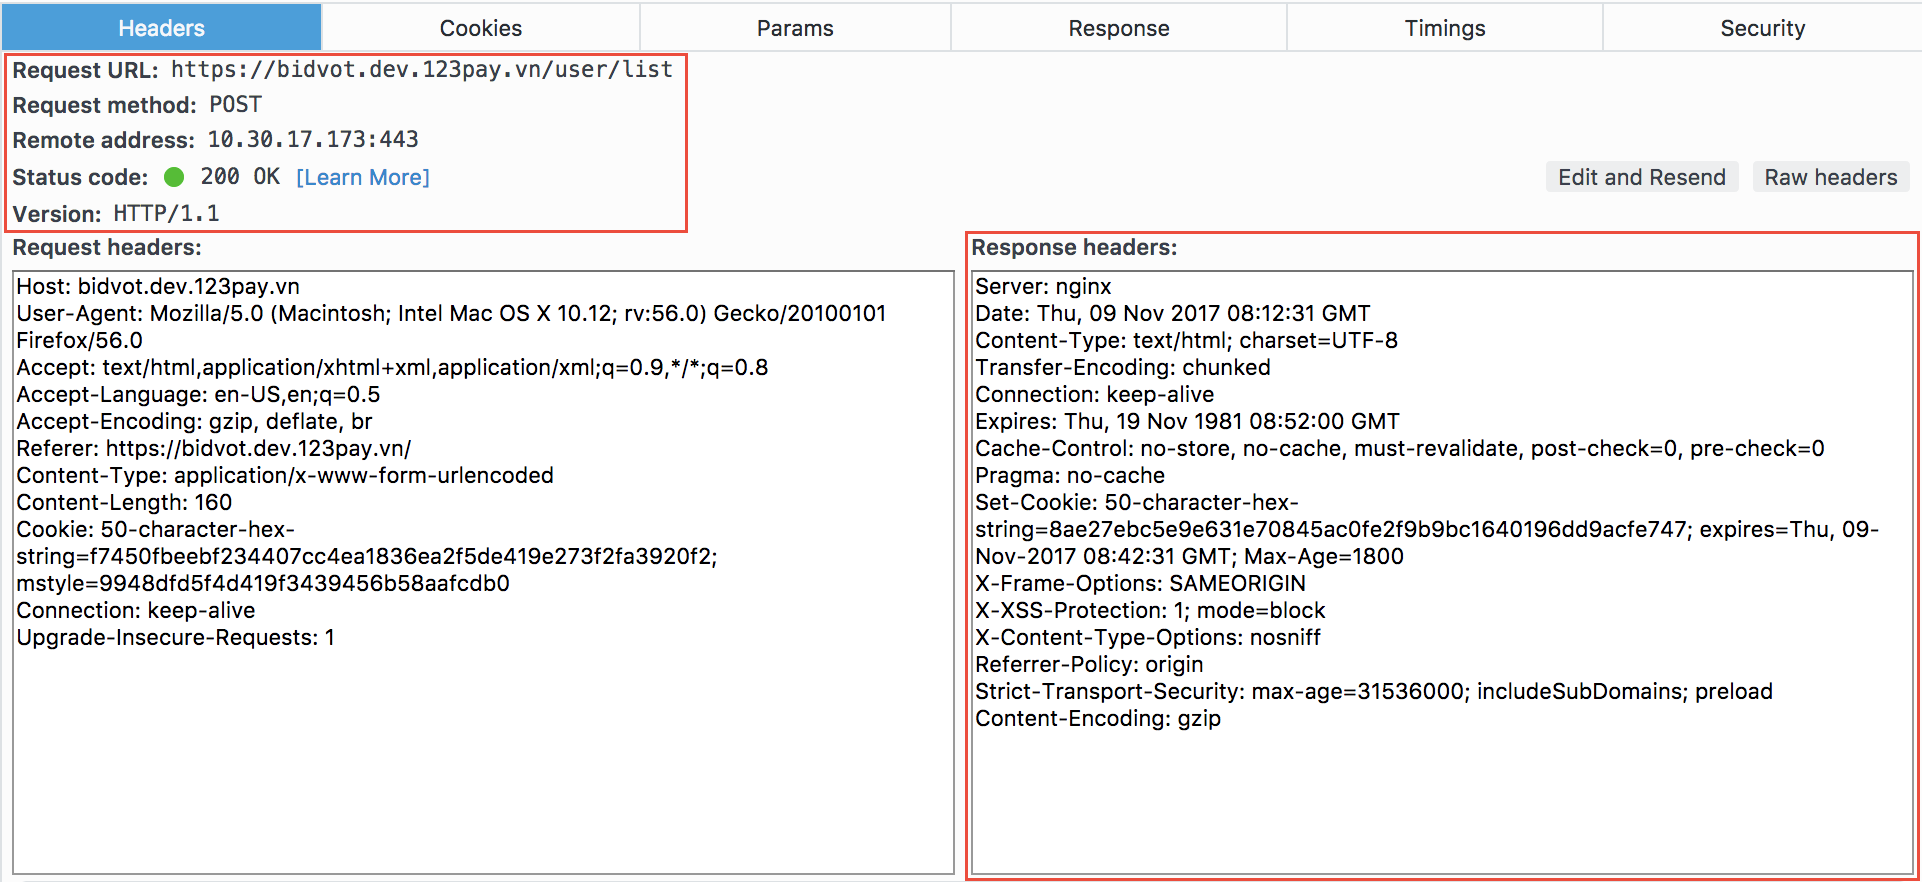 Headers Cookies Params Response Timings Security
Request URL: https://bidvot.dev.123pay.vn/user/list
Request method: POST
Remote address: 10.30.17.173:443
Status code: 200 OK [Learn More]
Edit and Resend Raw headers
Version: HTTP/1.1
Request headers:
Host: bidvot.dev.123pay.vn
User-Agent: Mozilla/5.0 (Macintosh; Intel Mac OS X 10.12; rv:56.0) Gecko/20100101
Firefox/56.0
Accept: text/html,application/xhtml+xml,application/xml;q=0.9,*/*;q=0.8
Accept-Language: en-US,en;q=0.5
Accept-Encoding: gzip, deflate, br
Referer: https://bidvot.dev.123pay.vn/
Content-Type: application/x-www-form-urlencoded
Content-Length: 160
Cookie: 50-character-hex-
string=f7450fbeebf234407cc4ea1836ea2f5de419e273f2fa3920f2;
mstyle=9948dfd5f4d419f3439456b58aafcdb0
Connection: keep-alive
Upgrade-Insecure-Requests: 1
Response headers:
Server: nginx
Date: Thu, 09 Nov 2017 08:12:31 GMT
Content-Type: text/html; charset=UTF-8
Transfer-Encoding: chunked
Connection: keep-alive
Expires: Thu, 19 Nov 1981 08:52:00 GMT
Cache-Control: no-store, no-cache, must-revalidate, post-check=0, pre-check=0
Pragma: no-cache
Set-Cookie: 50-character-hex-
string=8ae27ebc5e9e631e70845ac0fe2f9b9bc1640196dd9acfe747; expires=Thu, 09-
Nov-2017 08:42:31 GMT; Max-Age=1800
X-Frame-Options: SAMEORIGIN
X-XSS-Protection: 1; mode=block
X-Content-Type-Options: nosniff
Referrer-Policy: origin
Strict-Transport-Security: max-age=31536000; includeSubDomains; preload
Content-Encoding: gzip